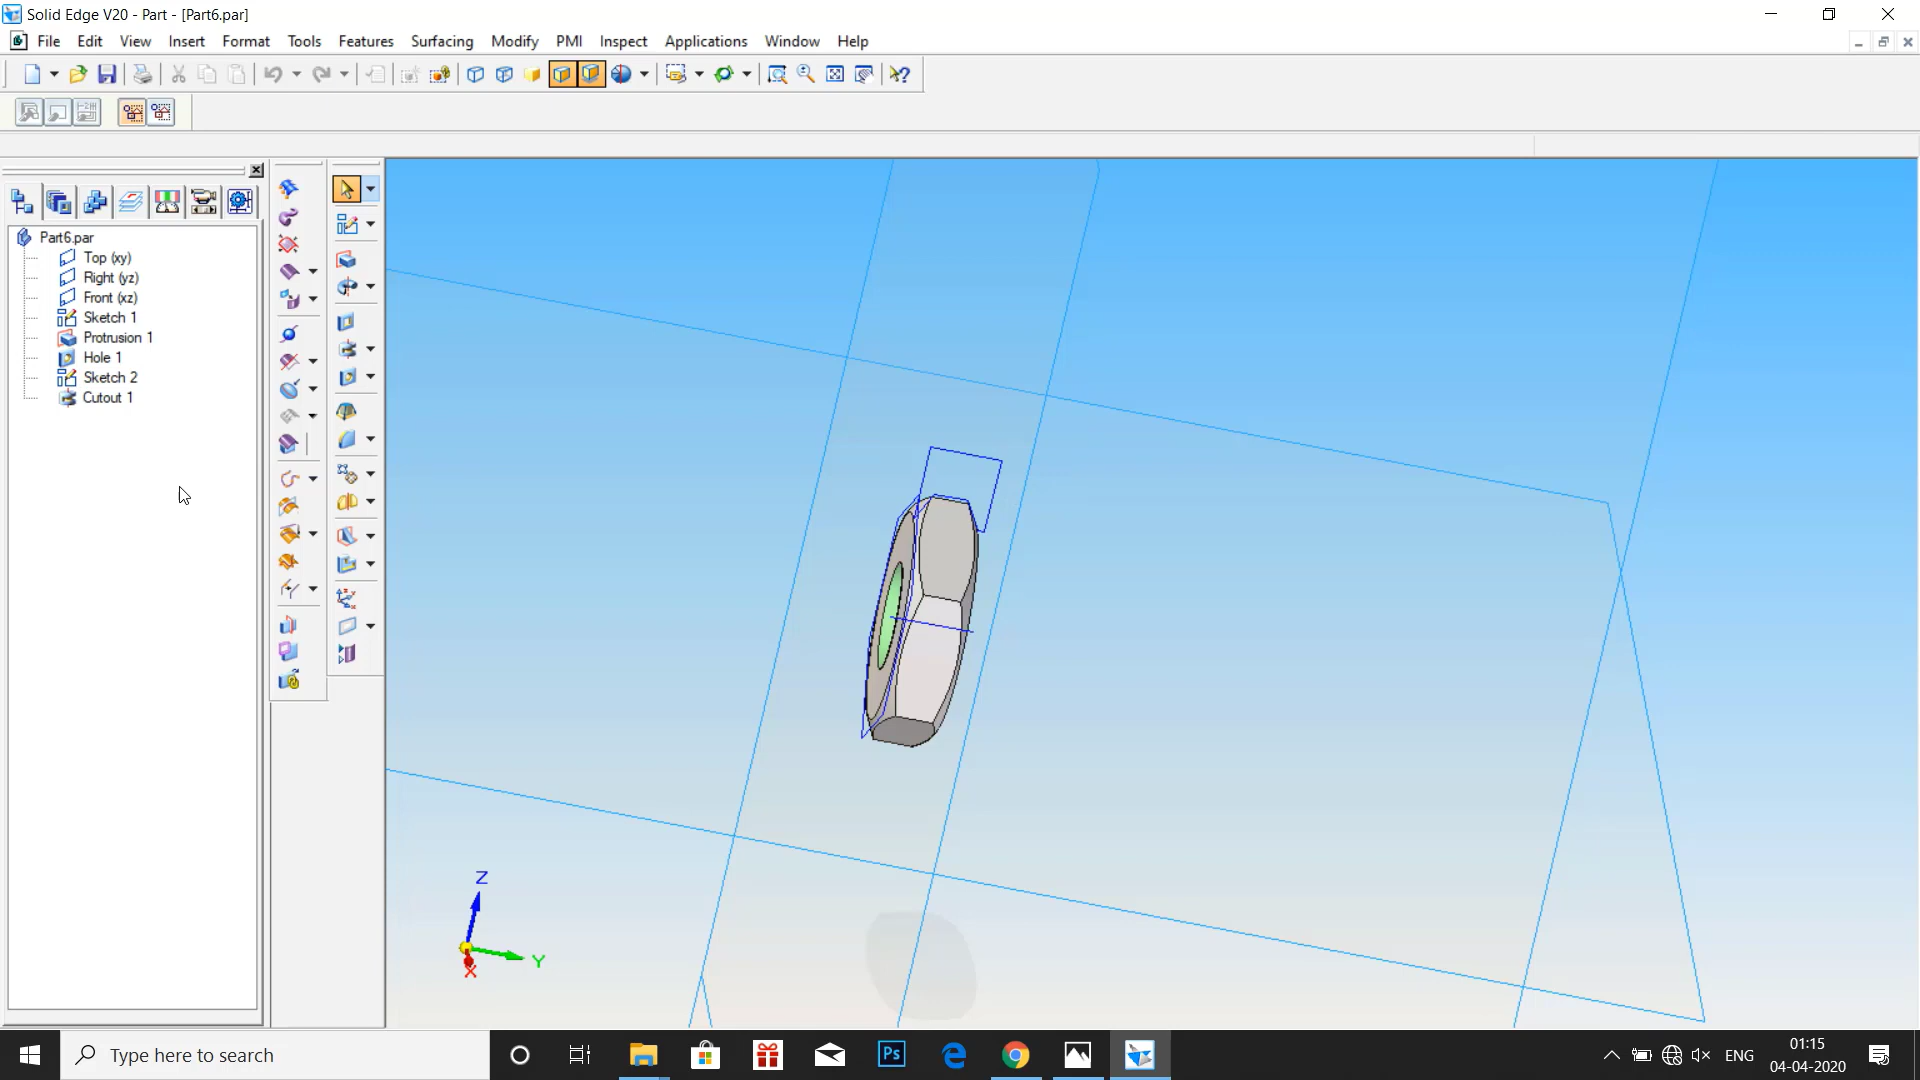 Solid Edge V20 - Part - [Part6.par]
File Edit View Insert Format Tools Features Surfacing Modify PMI Inspect Applications Window Help
Part6.par
Top (xy)
Right (yz)
Front (xz)
Sketch 1
Protrusion 1
Hole 1
Sketch 2
Cutout 1
Z
Y
X
Type here to search
Ps
ENG
01:15
04-04-2020